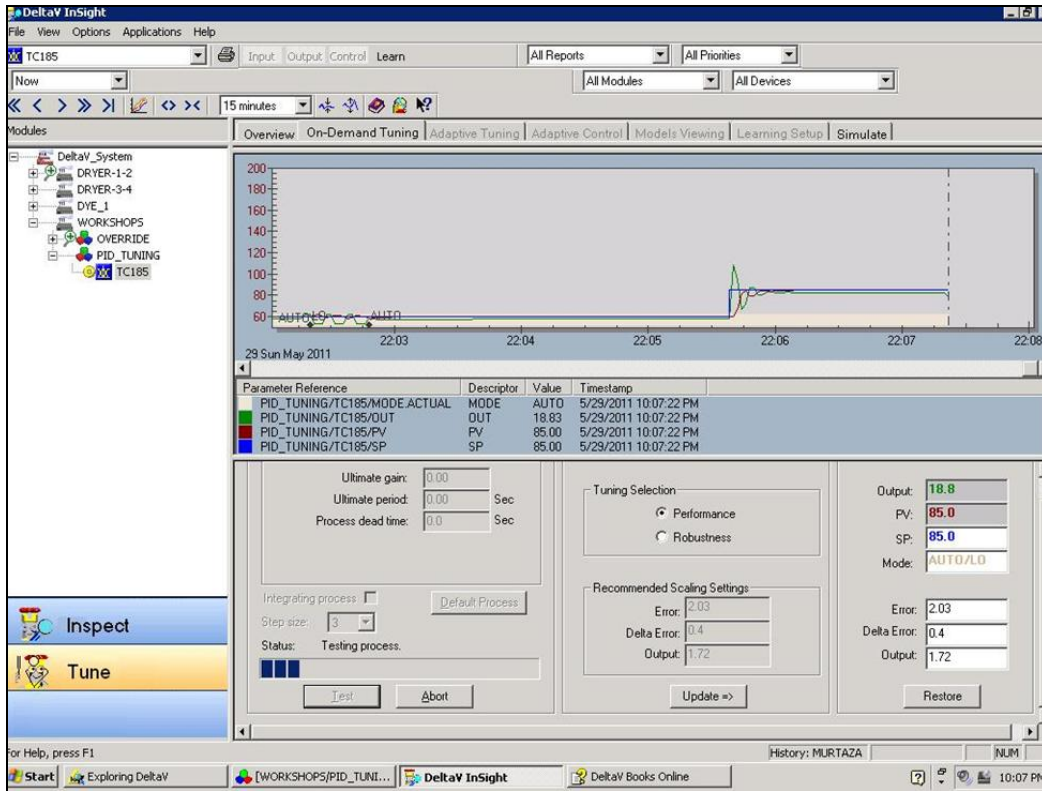 DeltaV InSight
File View Options Applications Help
TC185 Input Output Control Learn All Reports All Priorities
Now All Modules All Devices
15 minutes
Modules
Overview On-Demand Tuning Adaptive Tuning Adaptive Control Models Viewing Learning Setup Simulate
DeltaV_System
DRYER-1-2
DRYER-3-4
DYE_1
WORKSHOPS
OVERRIDE
PID_TUNING
TC185
200
180
160
140
120
100
80
60
AUTO LO AUTO
22:03 22:04 22:05 22:06 22:07 22:08
29 Sun May 2011
Parameter Reference Descriptor Value Timestamp
PID_TUNING/TC185/MODE.ACTUAL MODE AUTO 5/29/2011 10:07:22 PM
PID_TUNING/TC185/OUT OUT 18.83 5/29/2011 10:07:22 PM
PID_TUNING/TC185/PV PV 85.00 5/29/2011 10:07:22 PM
PID_TUNING/TC185/SP SP 85.00 5/29/2011 10:07:22 PM
Ultimate gain: 0.00
Ultimate period: 0.00 Sec
Process dead time: 0.0 Sec
Integrating process Default Process
Step size: 3
Status: Testing process.
Test Abort
Tuning Selection
Performance
Robustness
Recommended Scaling Settings
Error: 2.03
Delta Error: 0.4
Output: 1.72
Update =>
Output: 18.8
PV: 85.0
SP: 85.0
Mode: AUTO/LO
Error: 2.03
Delta Error: 0.4
Output: 1.72
Restore
Inspect
Tune
For Help, press F1 History: MURTAZA NUM
Start Exploring DeltaV [WORKSHOPS/PID_TUNI... DeltaV InSight DeltaV Books Online 10:07 PM